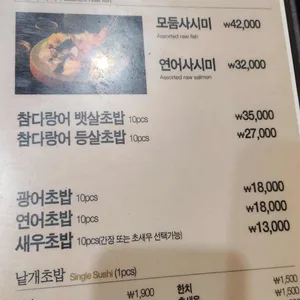 모둠사시미 ₩42,000
Assorted raw fish
연어사시미 ₩32,000
Assorted raw salmon
참다랑어 뱃살초밥 10pcs ₩35,000
참다랑어 등살초밥 10pcs ₩27,000
광어초밥 10pcs ₩18,000
연어초밥 10pcs ₩18,000
새우초밥 10pcs(간장 또는 초새우 선택가능) ₩13,000
낱개초밥 Single Sushi (1pcs)
₩1,900 한치 ₩1,500